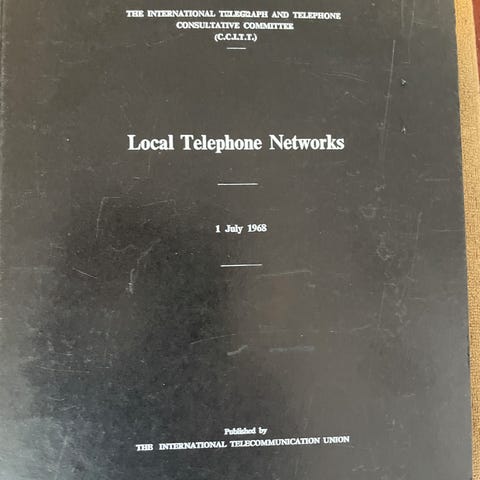 THE INTERNATIONAL TELEGRAPH AND TELEPHONE
CONSULTATIVE COMMITTEE
(C.C.I.T.T.)
Local Telephone Networks
1 July 1968
Published by
THE INTERNATIONAL TELECOMMUNICATION UNION